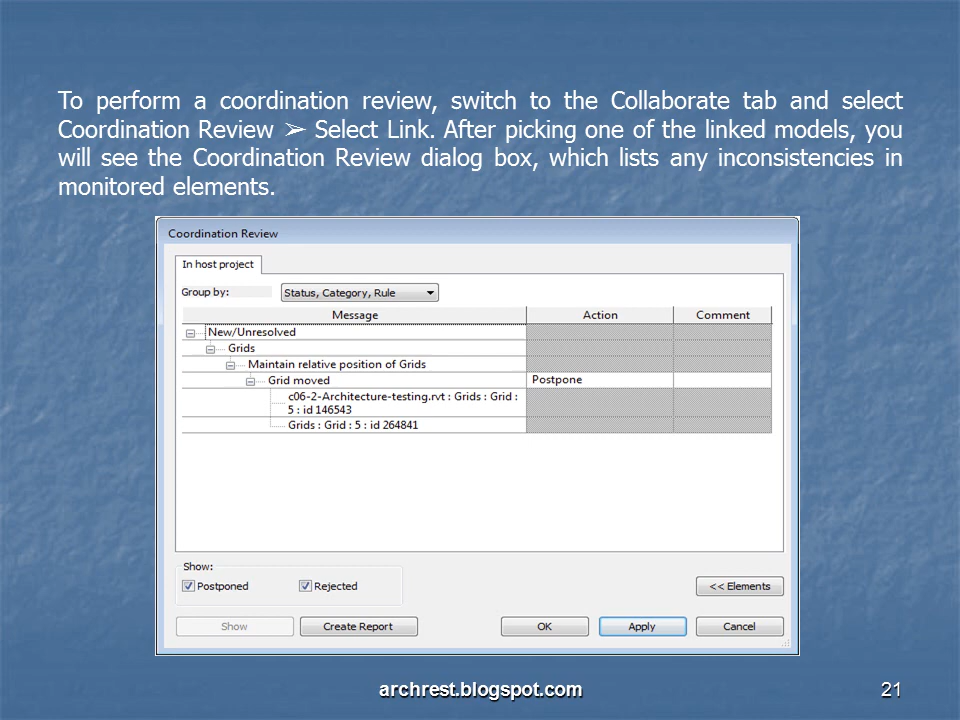 To perform a coordination review, switch to the Collaborate tab and select
Coordination Review ➢ Select Link. After picking one of the linked models, you
will see the Coordination Review dialog box, which lists any inconsistencies in
monitored elements.
Coordination Review
In host project
Group by: Status, Category, Rule
Message Action Comment
New/Unresolved
Grids
Maintain relative position of Grids
Grid moved Postpone
c06-2-Architecture-testing.rvt : Grids : Grid :
5 : id 146543
Grids : Grid : 5 : id 264841
Show:
Postponed Rejected << Elements
Show Create Report OK Apply Cancel
archrest.blogspot.com 21